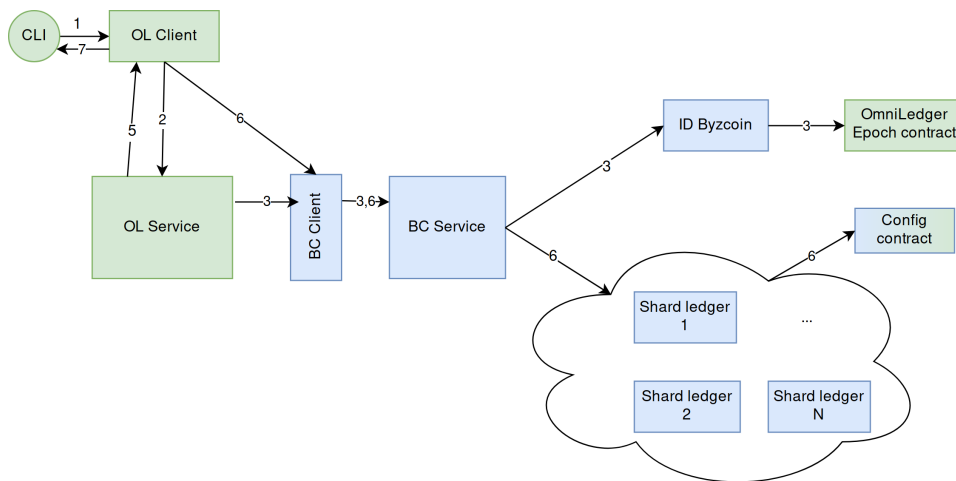 CLI
1
7
OL Client
5
2
6
OL Service
3
BC Client
3,6
BC Service
3
6
ID Byzcoin
3
OmniLedger
Epoch contract
6
Config
contract
Shard ledger
1
...
Shard ledger
2
Shard ledger
N